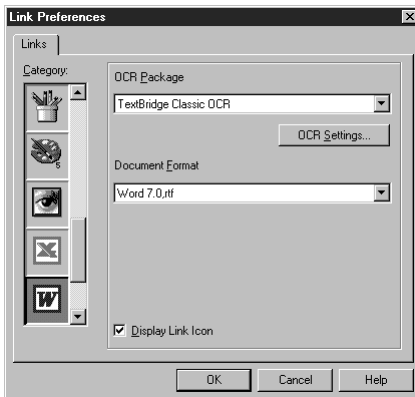 Link Preferences
Links
Category:
5
X
W
OCR Package
TextBridge Classic OCR
OCR Settings...
Document Format
Word 7.0,rtf
Display Link Icon
OK Cancel Help